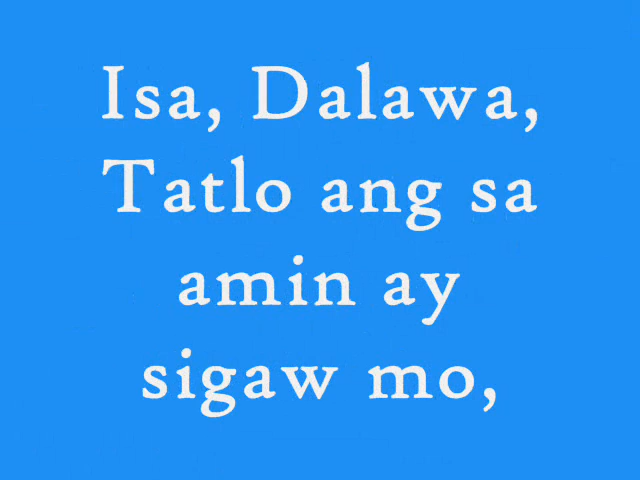 Isa, Dalawa,
Tatlo ang sa
amin ay
sigaw mo,